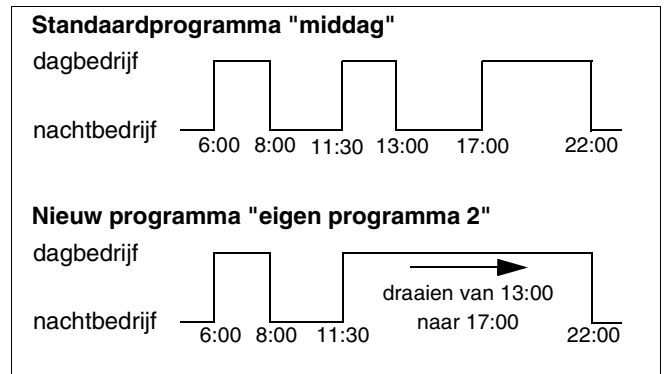 Standaardprogramma "middag"
dagbedrijf
nachtbedrijf
6:00 8:00 11:30 13:00 17:00 22:00
Nieuw programma "eigen programma 2"
dagbedrijf
draaien van 13:00
naar 17:00
nachtbedrijf
6:00 8:00 11:30 22:00